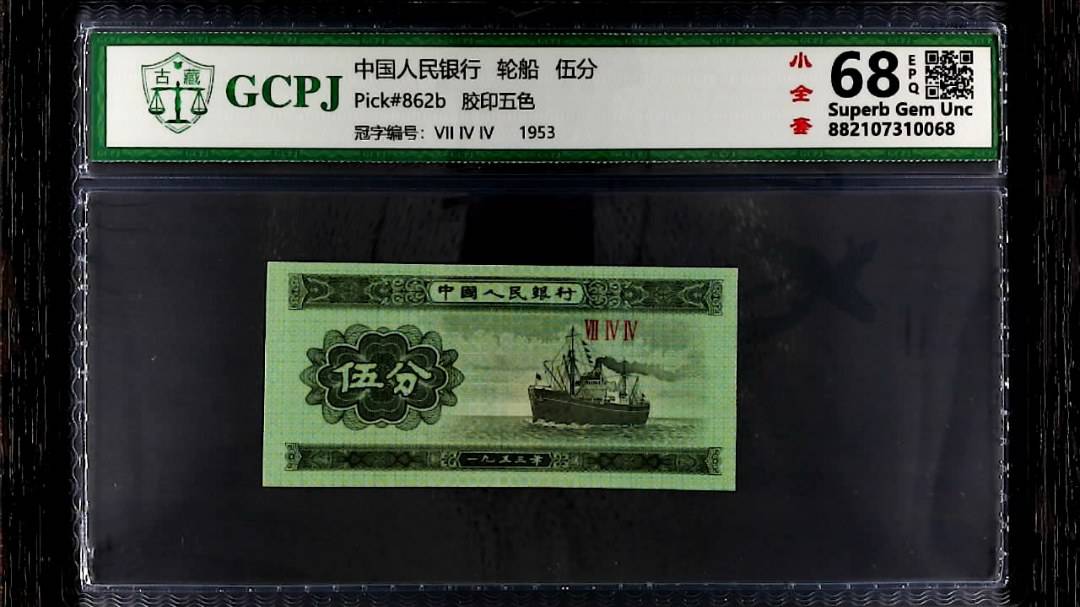 古藏
GCPJ
中国人民银行 轮船 伍分
Pick#862b 胶印五色
冠字编号：VII IV IV 1953
小全套
68 EPQ
Superb Gem Unc
882107310068
中國人民銀行
VII IV IV
伍分
一九五三年